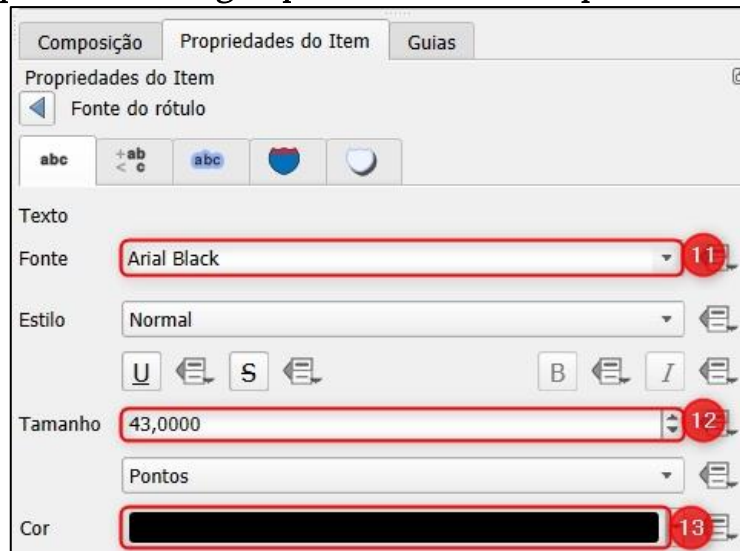 Composição Propriedades do Item Guias
Propriedades do Item
Fonte do rótulo
abc +ab < c abc
Texto
Fonte Arial Black 11
Estilo Normal
U S B I
Tamanho 43,0000 12
Pontos
Cor 13